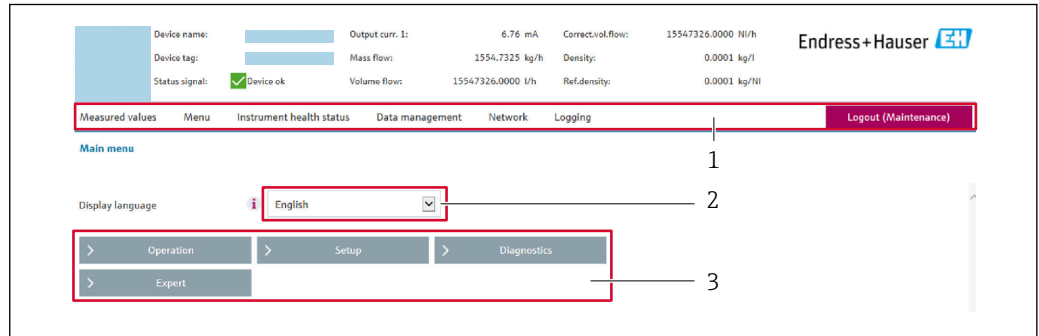 Device name: Output curr. 1: 6.76 mA Correct.vol.flow: 15547326.0000 Nl/h
Endress+Hauser EH
Device tag: Mass flow: 1554.7325 kg/h Density: 0.0001 kg/l
Status signal: Device ok Volume flow: 15547326.0000 l/h Ref.density: 0.0001 kg/Nl
Measured values Menu Instrument health status Data management Network Logging Logout (Maintenance)
1
Main menu
Display language i English 2
> Operation > Setup > Diagnostics
> Expert 3